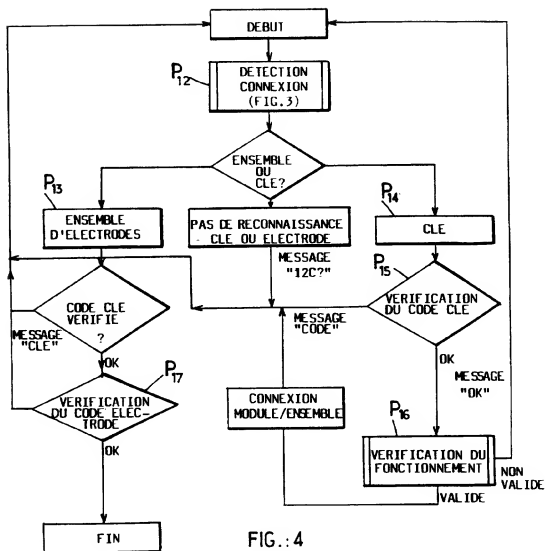 DEBUT
P12
DETECTION
CONNEXION
(FIG.3)
ENSEMBLE
OU
CLE?
P13
ENSEMBLE
D'ELECTRODES
PAS DE RECONNAISSANCE
CLE OU ELECTRODE
P14
CLE
MESSAGE
"12C?"
P15
VERIFICATION
DU CODE CLE
MESSAGE
"CODE"
CODE CLE
VERIFIE
?
MESSAGE
"CLE"
OK
OK
MESSAGE
"OK"
P17
VERIFICATION
DU CODE ELEC-
TRODE
CONNEXION
MODULE/ENSEMBLE
P16
VERIFICATION DU
FONCTIONNEMENT
NON
VALIDE
VALIDE
OK
FIN
FIG.:4